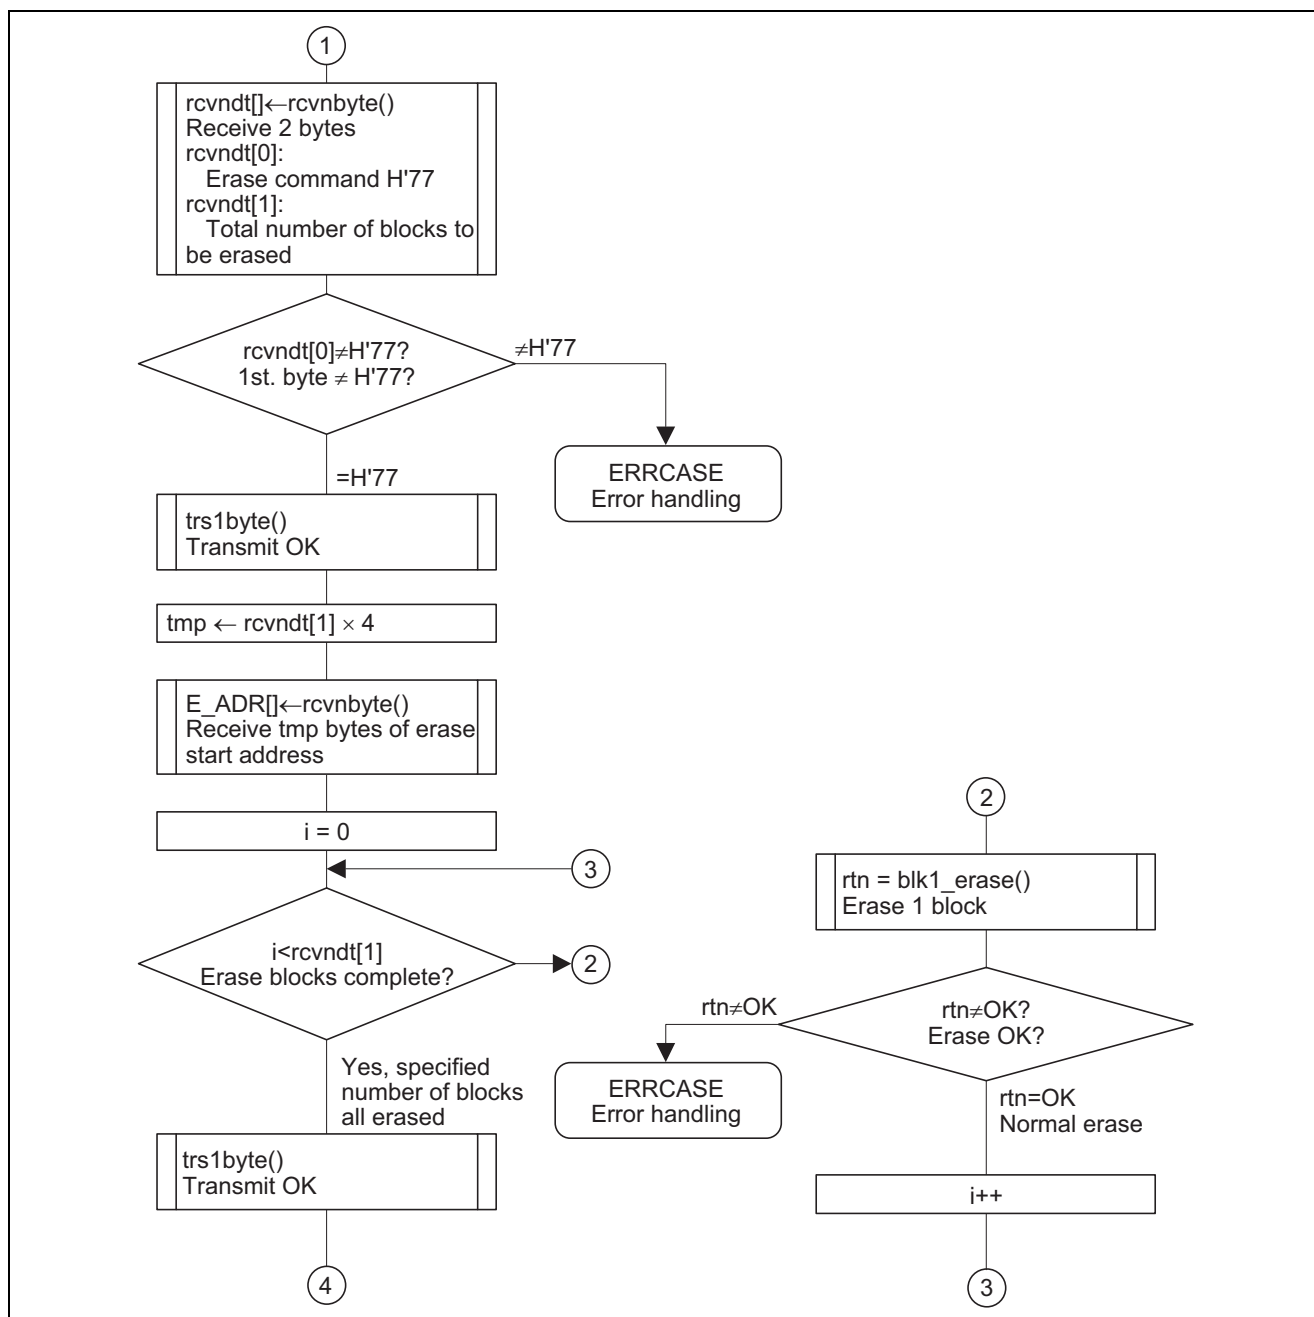 1
rcvndt[]←rcvnbyte()
Receive 2 bytes
rcvndt[0]:
Erase command H'77
rcvndt[1]:
Total number of blocks to
be erased
rcvndt[0]≠H'77?
1st. byte ≠ H'77?
≠H'77
ERRCASE
Error handling
=H'77
trs1byte()
Transmit OK
tmp ← rcvndt[1] × 4
E_ADR[]←rcvnbyte()
Receive tmp bytes of erase
start address
i = 0
3
i<rcvndt[1]
Erase blocks complete?
2
Yes, specified
number of blocks
all erased
trs1byte()
Transmit OK
4
2
rtn = blk1_erase()
Erase 1 block
rtn≠OK?
Erase OK?
rtn≠OK
ERRCASE
Error handling
rtn=OK
Normal erase
i++
3